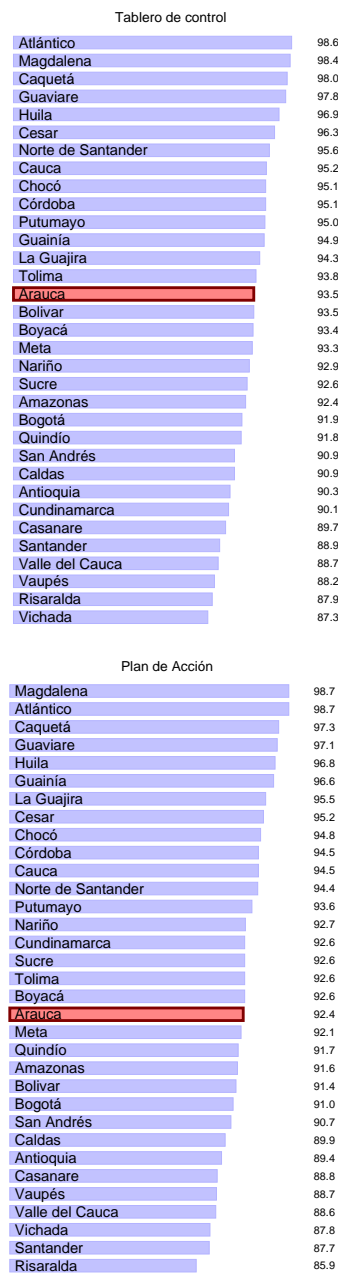 Tablero de control
Atlántico 98.6
Magdalena 98.4
Caquetá 98.0
Guaviare 97.8
Huila 96.9
Cesar 96.3
Norte de Santander 95.6
Cauca 95.2
Chocó 95.1
Córdoba 95.1
Putumayo 95.0
Guainía 94.9
La Guajira 94.3
Tolima 93.8
Arauca 93.5
Bolivar 93.5
Boyacá 93.4
Meta 93.3
Nariño 92.9
Sucre 92.6
Amazonas 92.4
Bogotá 91.9
Quindío 91.8
San Andrés 90.9
Caldas 90.9
Antioquia 90.3
Cundinamarca 90.1
Casanare 89.7
Santander 88.9
Valle del Cauca 88.7
Vaupés 88.2
Risaralda 87.9
Vichada 87.3
Plan de Acción
Magdalena 98.7
Atlántico 98.7
Caquetá 97.3
Guaviare 97.1
Huila 96.8
Guainía 96.6
La Guajira 95.5
Cesar 95.2
Chocó 94.8
Córdoba 94.5
Cauca 94.5
Norte de Santander 94.4
Putumayo 93.6
Nariño 92.7
Cundinamarca 92.6
Sucre 92.6
Tolima 92.6
Boyacá 92.6
Arauca 92.4
Meta 92.1
Quindío 91.7
Amazonas 91.6
Bolivar 91.4
Bogotá 91.0
San Andrés 90.7
Caldas 89.9
Antioquia 89.4
Casanare 88.8
Vaupés 88.7
Valle del Cauca 88.6
Vichada 87.8
Santander 87.7
Risaralda 85.9